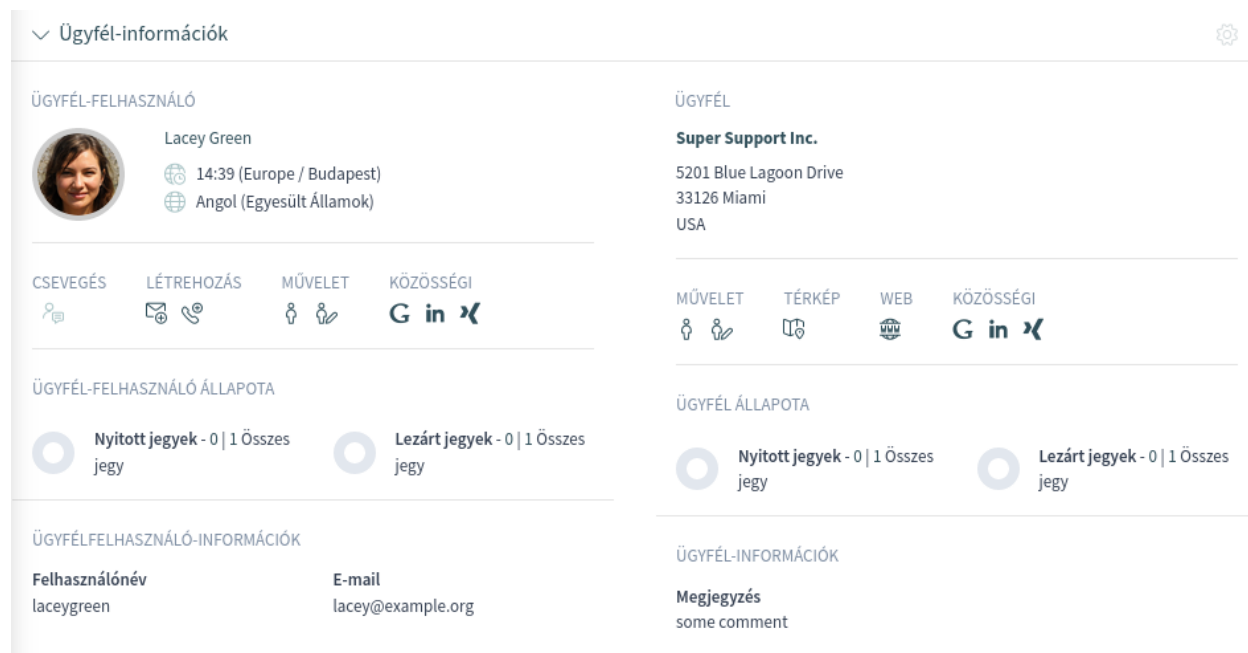 Ügyfél-információk
ÜGYFÉL-FELHASZNÁLÓ
Lacey Green
14:39 (Europe / Budapest)
Angol (Egyesült Államok)
CSEVEGÉS LÉTREHOZÁS MŰVELET KÖZÖSSÉGI
G in
ÜGYFÉL-FELHASZNÁLÓ ÁLLAPOTA
Nyitott jegyek - 0 | 1 Összes
jegy
Lezárt jegyek - 0 | 1 Összes
jegy
ÜGYFÉLFELHASZNÁLÓ-INFORMÁCIÓK
Felhasználónév
laceygreen
E-mail
lacey@example.org
ÜGYFÉL
Super Support Inc.
5201 Blue Lagoon Drive
33126 Miami
USA
MŰVELET TÉRKÉP WEB KÖZÖSSÉGI
G in
ÜGYFÉL ÁLLAPOTA
Nyitott jegyek - 0 | 1 Összes
jegy
Lezárt jegyek - 0 | 1 Összes
jegy
ÜGYFÉL-INFORMÁCIÓK
Megjegyzés
some comment